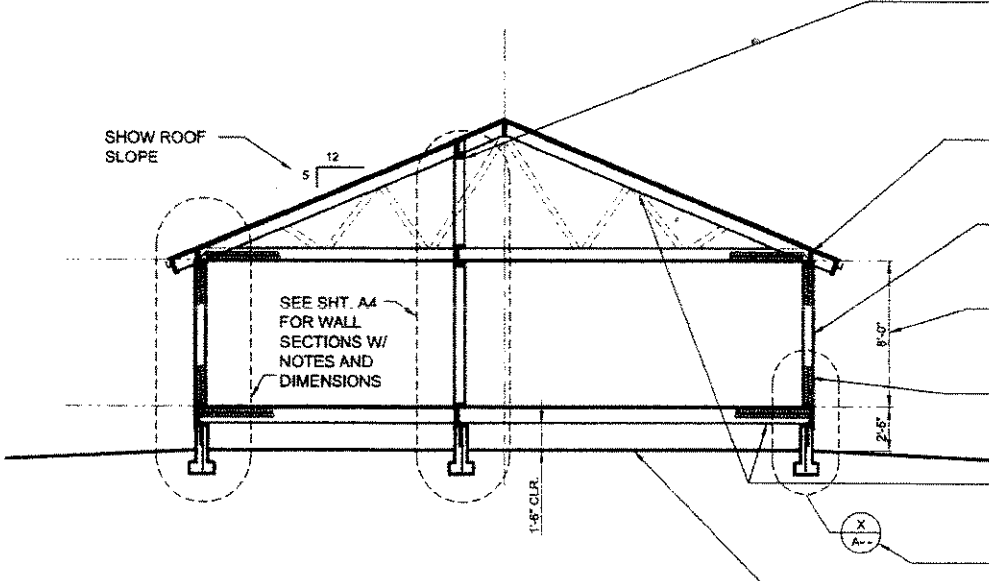 SHOW ROOF
SLOPE
12
5
SEE SHT. A4
FOR WALL
SECTIONS W/
NOTES AND
DIMENSIONS
8'-0"
2'-6"
1'-6" CLR.
X
A--